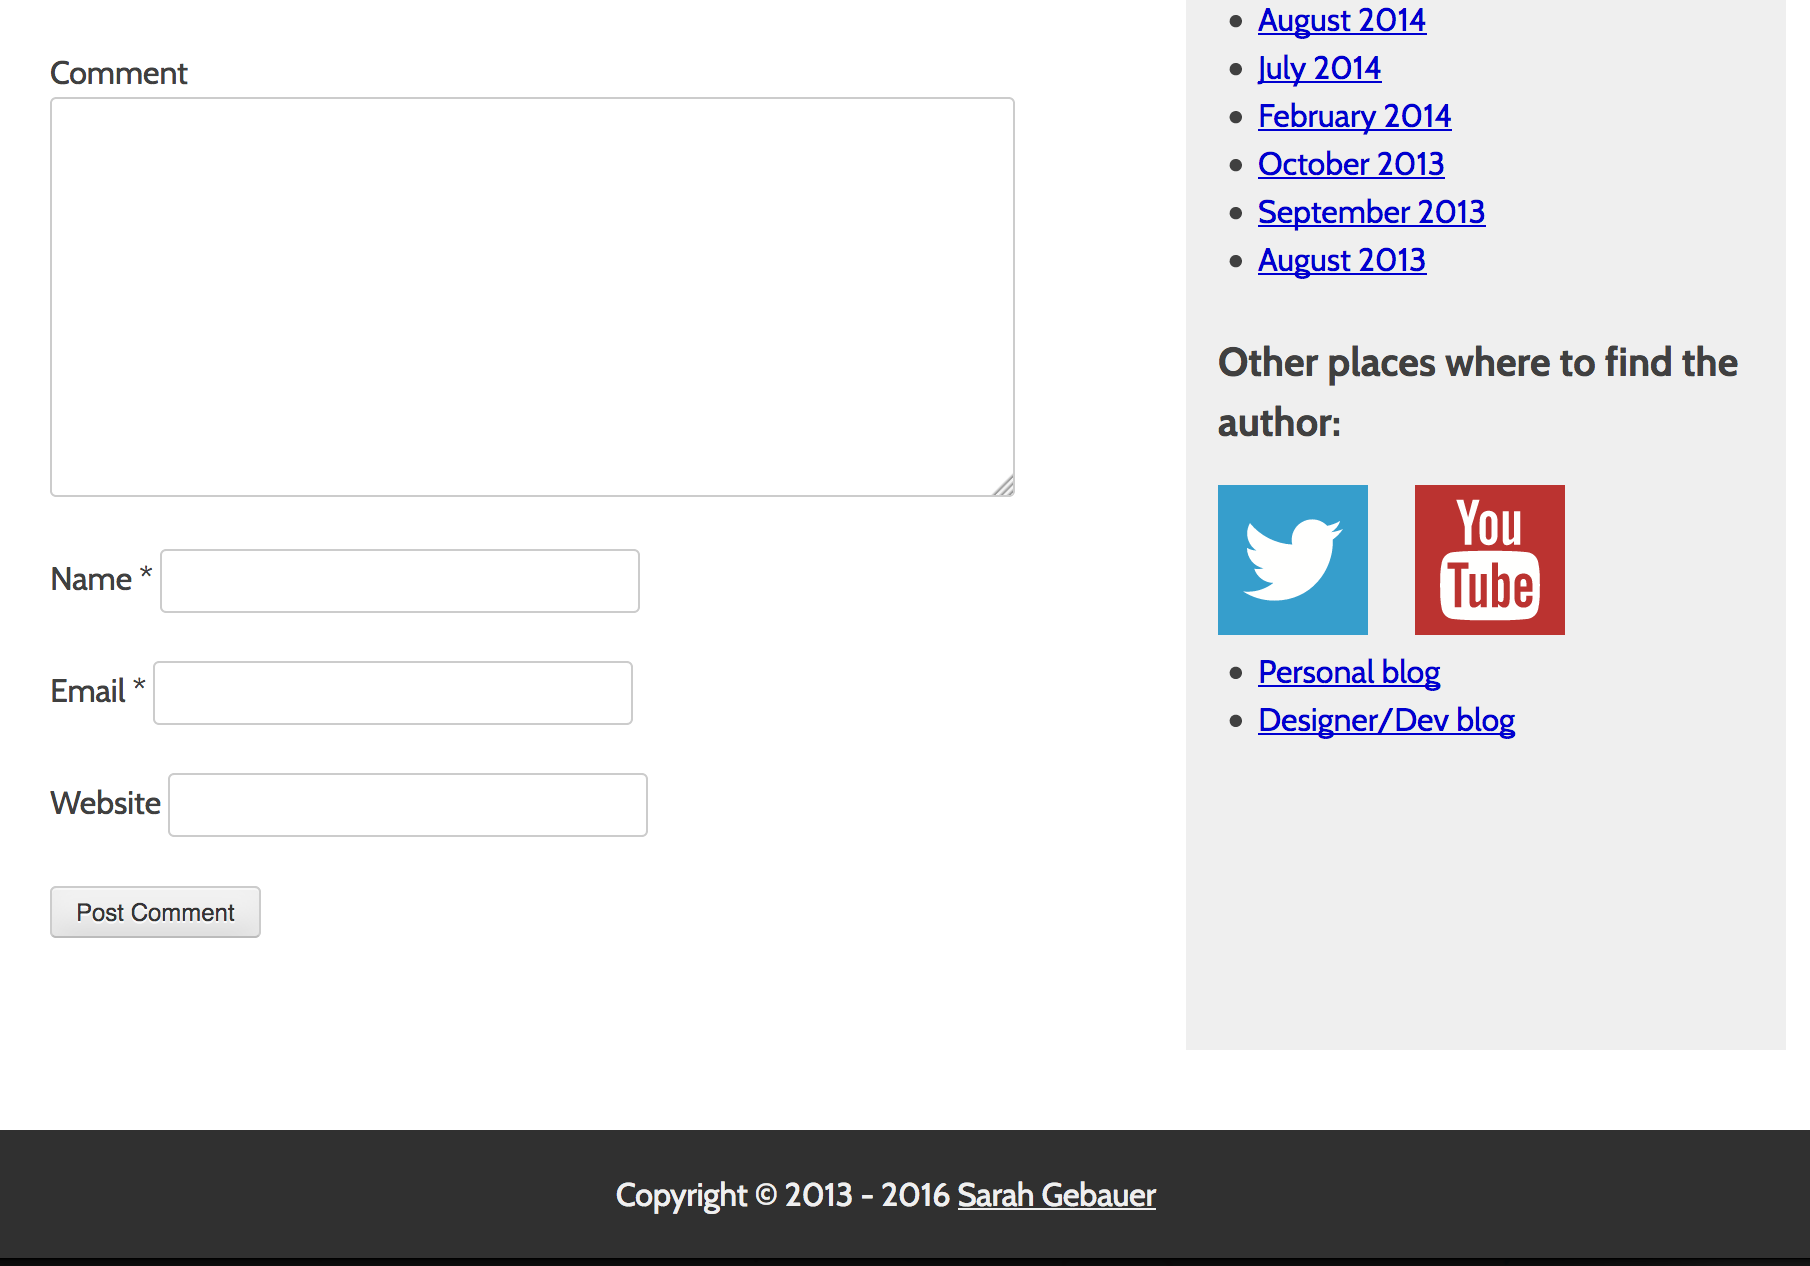 Comment
Name *
Email *
Website
Post Comment
August 2014
July 2014
February 2014
October 2013
September 2013
August 2013
Other places where to find the
author:
You
Tube
Personal blog
Designer/Dev blog
Copyright © 2013 - 2016 Sarah Gebauer